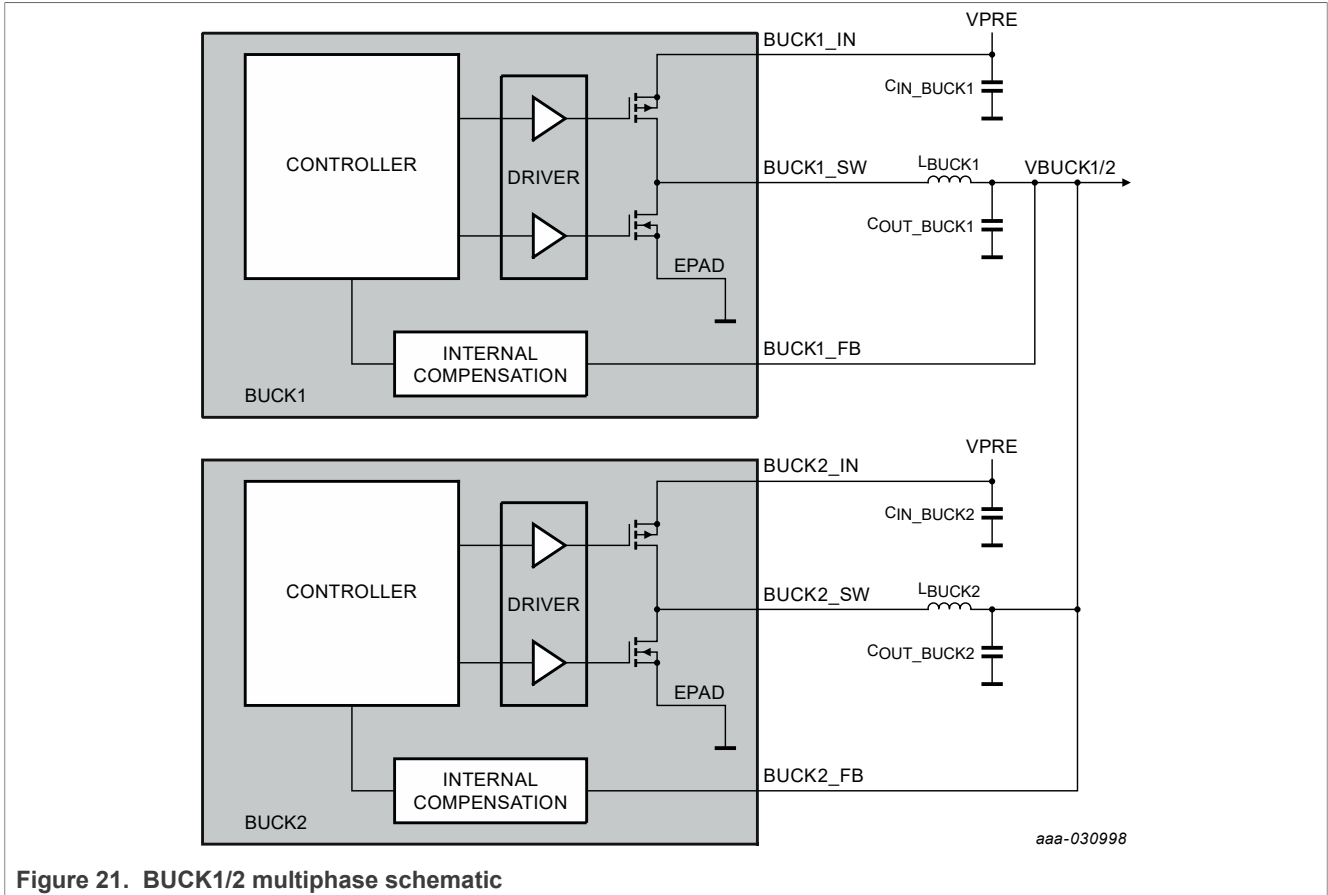 VPRE
BUCK1_IN
CIN_BUCK1
CONTROLLER
DRIVER
BUCK1_SW
LBUCK1
VBUCK1/2
COUT_BUCK1
EPAD
BUCK1_FB
INTERNAL
COMPENSATION
BUCK1
VPRE
BUCK2_IN
CIN_BUCK2
CONTROLLER
DRIVER
BUCK2_SW
LBUCK2
COUT_BUCK2
EPAD
BUCK2_FB
INTERNAL
COMPENSATION
BUCK2
aaa-030998
Figure 21. BUCK1/2 multiphase schematic